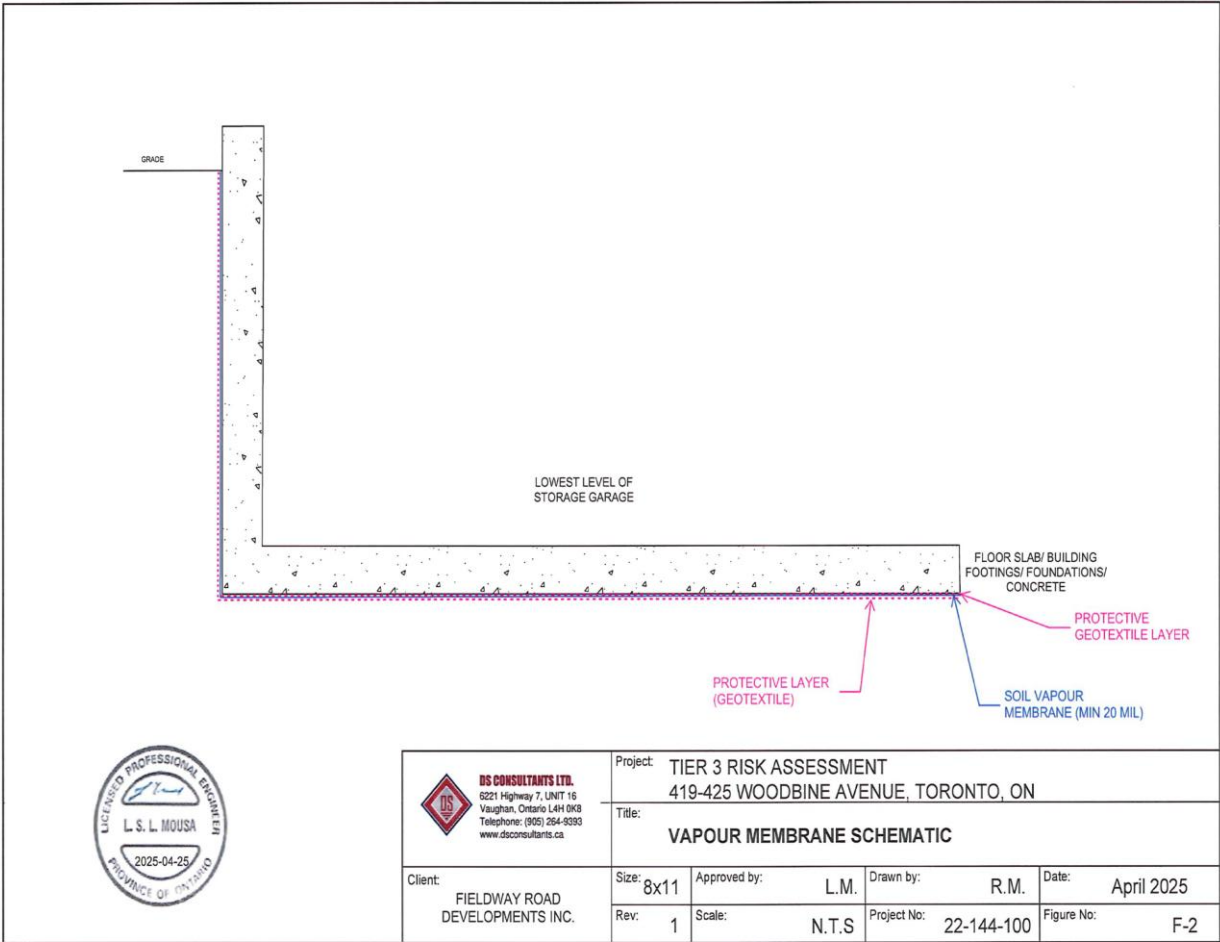 GRADE
LOWEST LEVEL OF
STORAGE GARAGE
FLOOR SLAB/ BUILDING
FOOTINGS/ FOUNDATIONS/
CONCRETE
PROTECTIVE
GEOTEXTILE LAYER
PROTECTIVE LAYER
(GEOTEXTILE)
SOIL VAPOUR
MEMBRANE (MIN 20 MIL)
LICENSED PROFESSIONAL ENGINEER
L. S. L. MOUSA
2025-04-25
PROVINCE OF ONTARIO
DS
DS CONSULTANTS LTD.
6221 Highway 7, UNIT 16
Vaughan, Ontario L4H 0K8
Telephone: (905) 264-9393
www.dsconsultants.ca
Project: TIER 3 RISK ASSESSMENT
419-425 WOODBINE AVENUE, TORONTO, ON
Title:
VAPOUR MEMBRANE SCHEMATIC
Client:
FIELDWAY ROAD
DEVELOPMENTS INC.
Size: 8x11
Approved by: L.M.
Drawn by: R.M.
Date: April 2025
Rev: 1
Scale: N.T.S
Project No: 22-144-100
Figure No: F-2